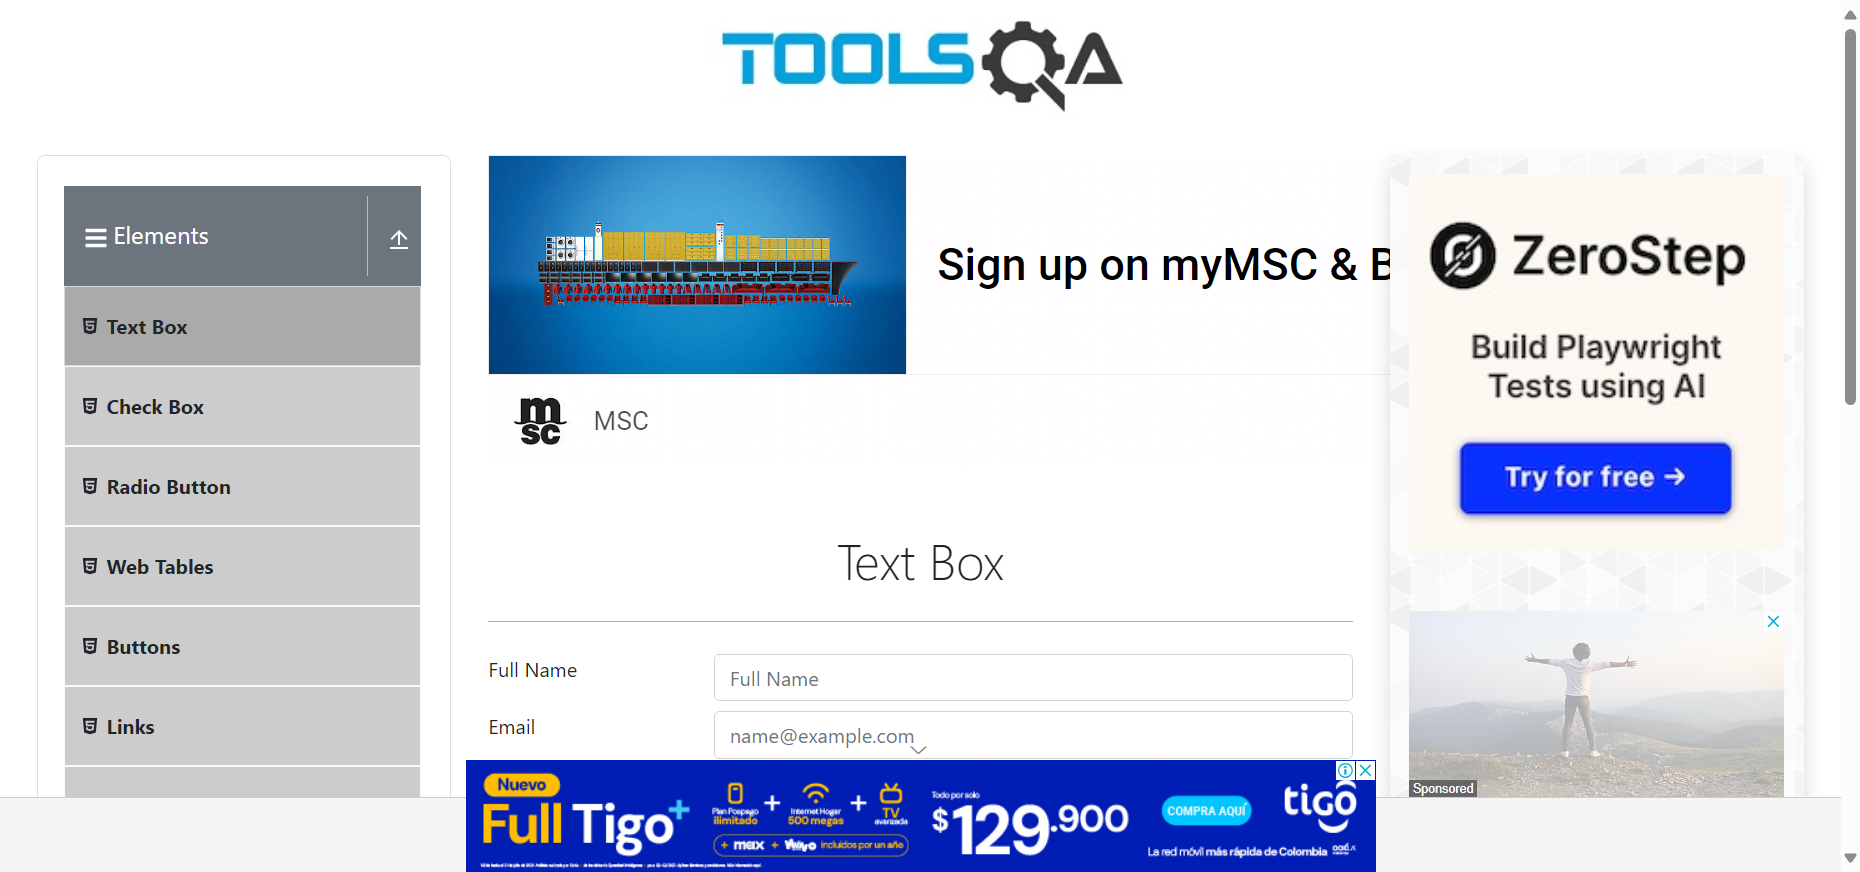 TOOLSQA
Elements
Text Box
Check Box
Radio Button
Web Tables
Buttons
Links
Sign up on myMSC & B
msc
MSC
Text Box
Full Name
Full Name
Email
name@example.com
ZeroStep
Build Playwright
Tests using AI
Try for free →
Sponsored
Nuevo
Full Tigo+
Plan Pospago
ilimitado
+
Internet Hogar
500 megas
+
TV
avanzada
+ max + Vivivo incluidos por un año
Todo por solo
$129.900
COMPRA AQUÍ
tigo
La red móvil más rápida de Colombia